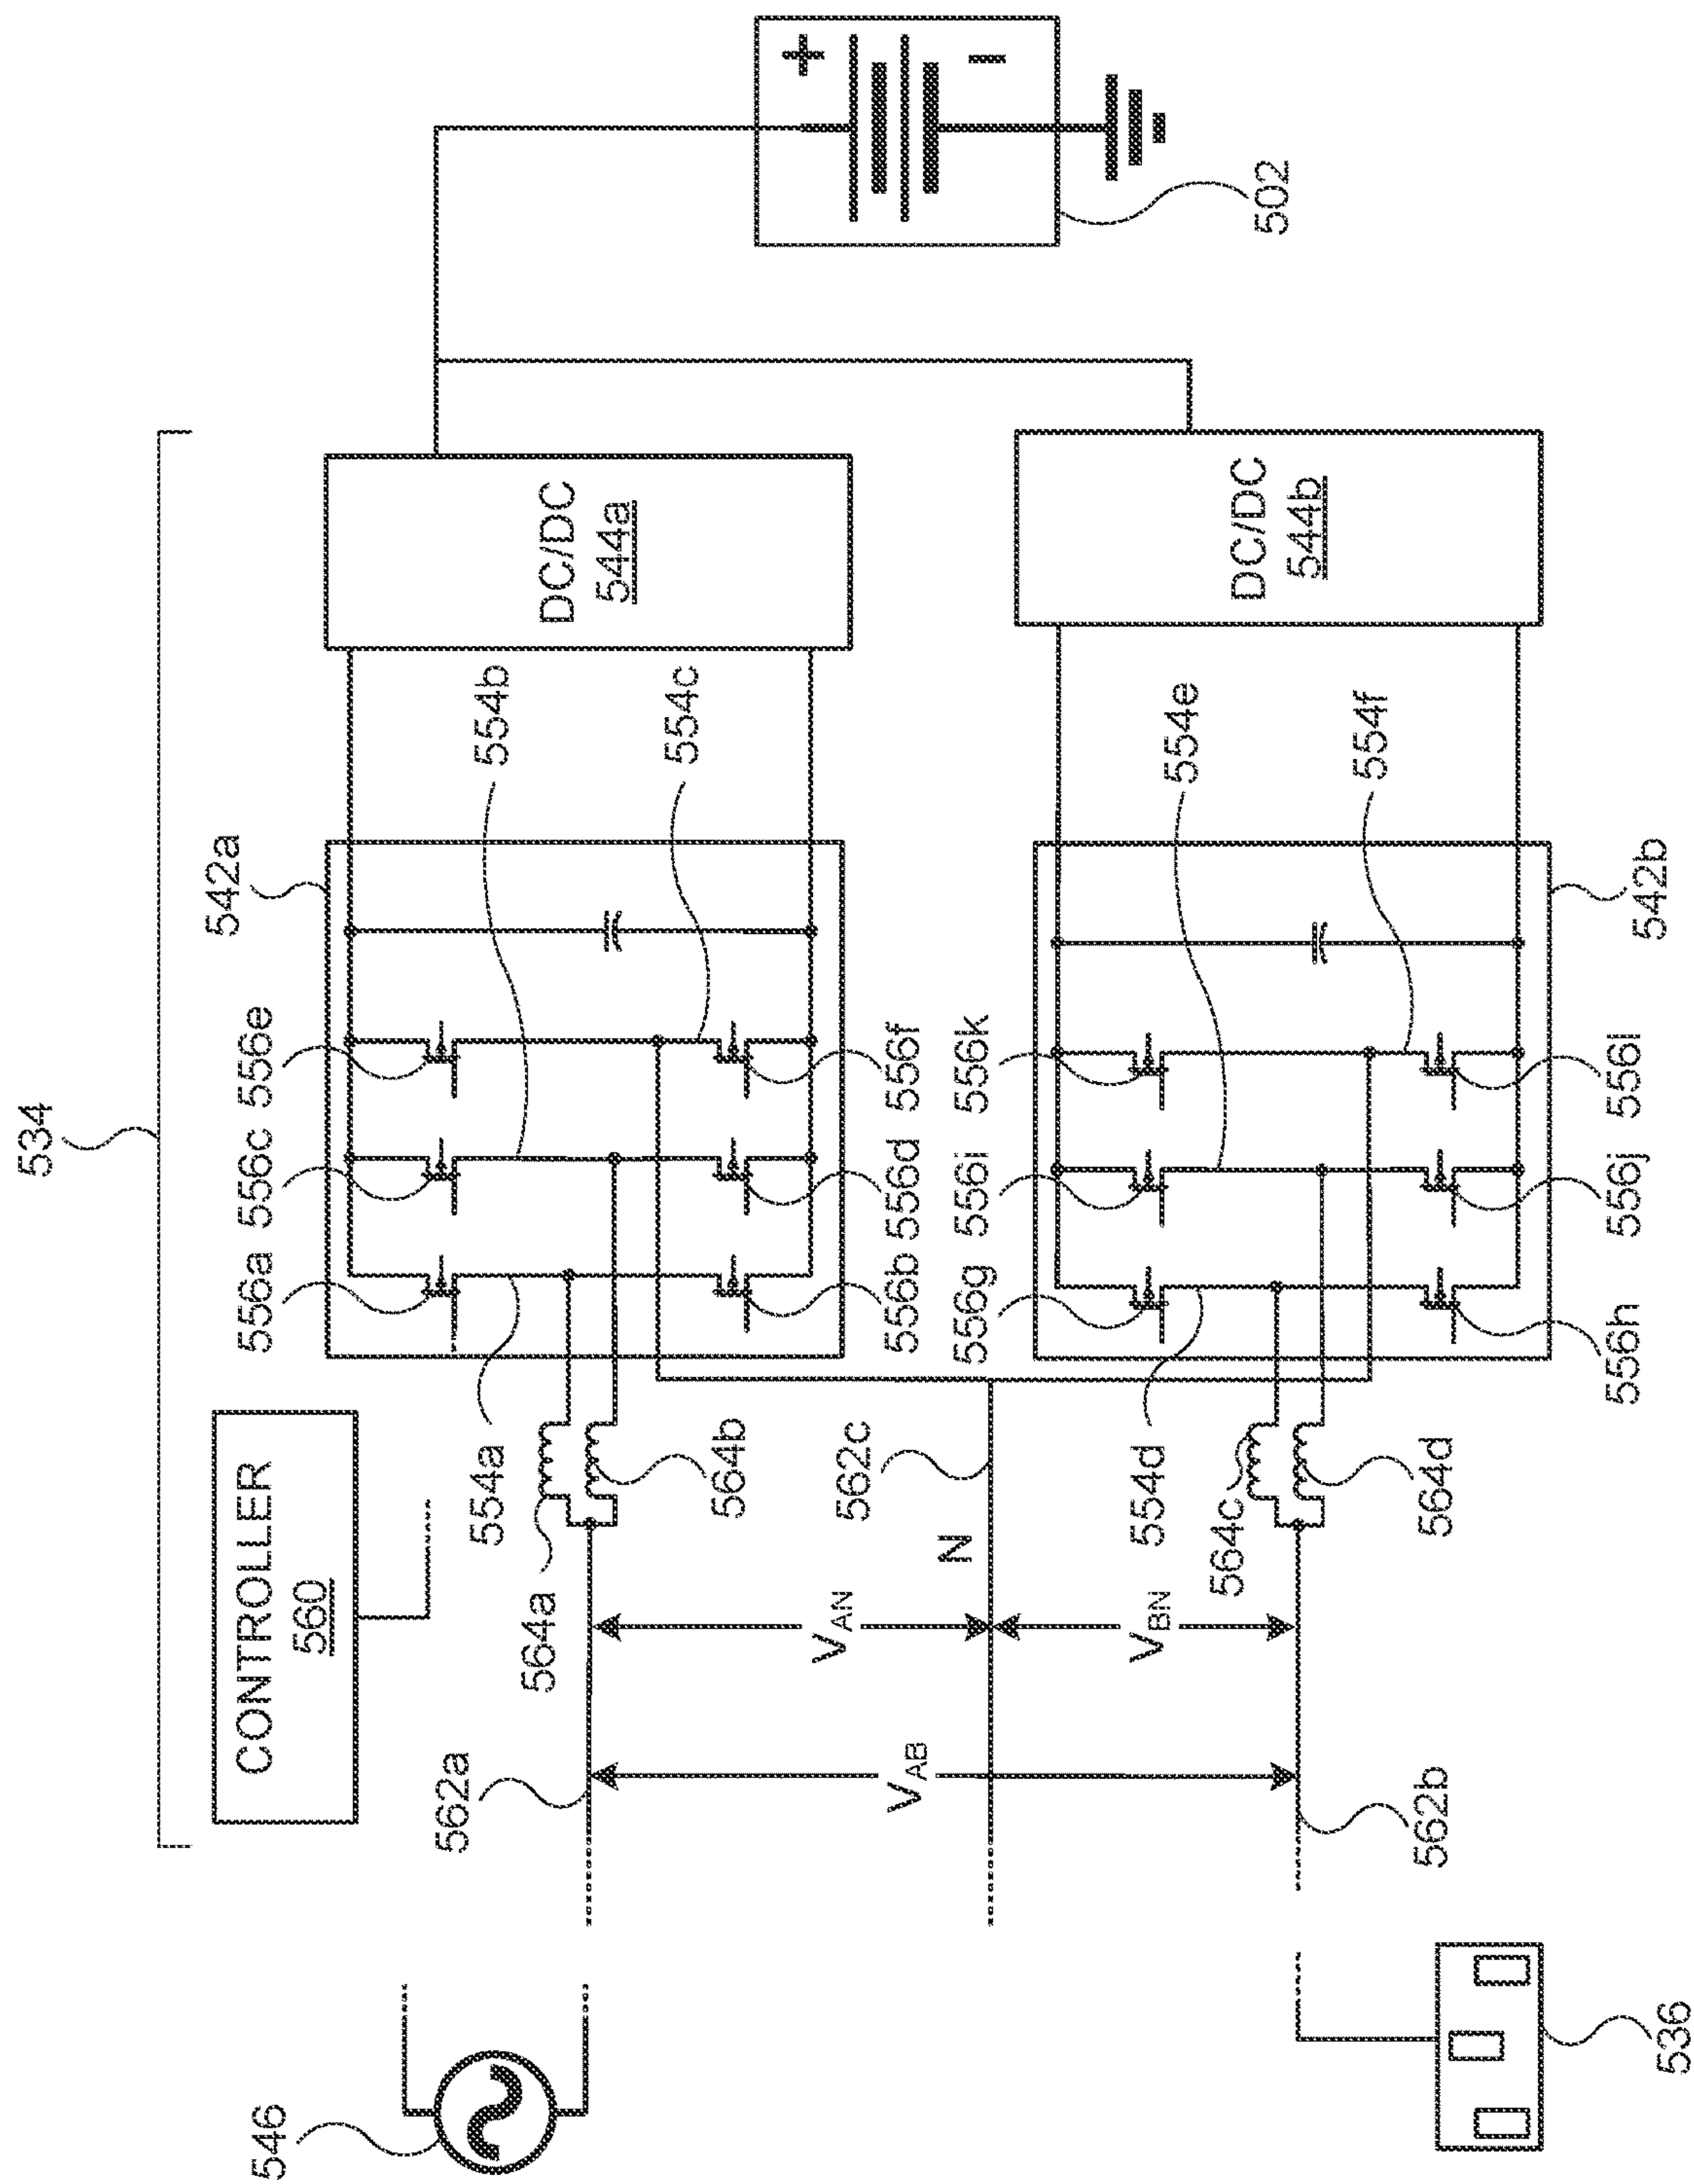 534
CONTROLLER
560
542a
556a
556c
556e
554b
554c
DC/DC
544a
554a
564a
564b
556b
556d
556f
546
562a
VAN
VAB
N
562c
VBN
502
556g
556i
556k
554e
554f
DC/DC
544b
554d
564c
564d
562b
556h
556j
556l
542b
536
+
−